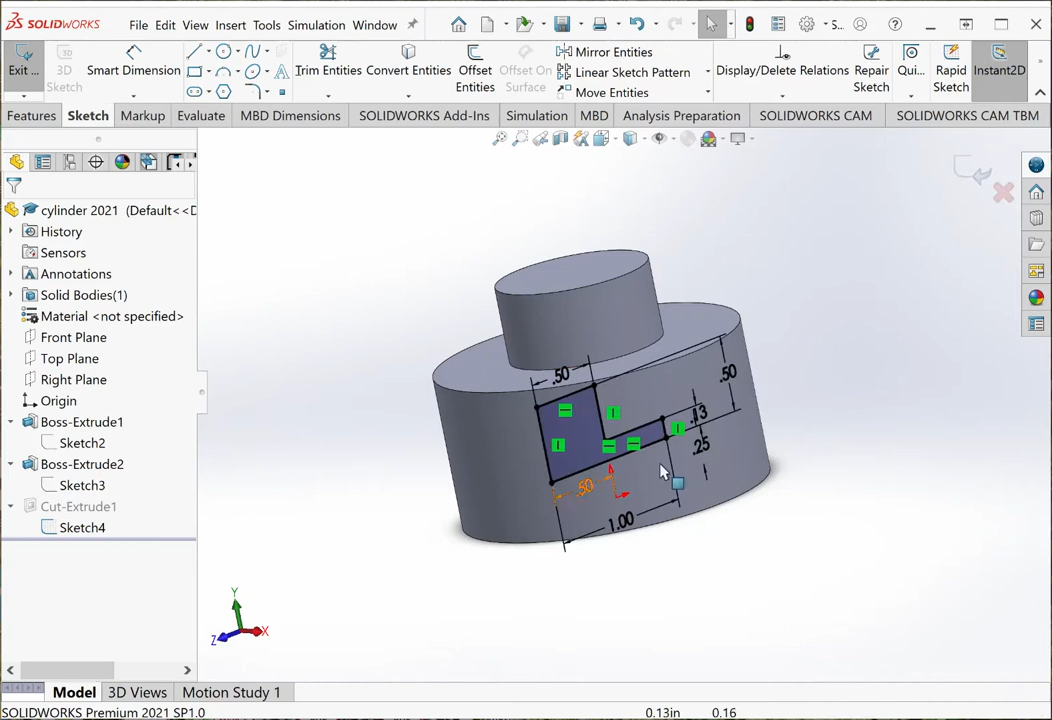 SOLIDWORKS File Edit View Insert Tools Simulation Window S...
Exit ... 3D Sketch Smart Dimension Trim Entities Convert Entities Offset Entities Offset On Surface Mirror Entities Linear Sketch Pattern Move Entities Display/Delete Relations Repair Sketch Qui... Rapid Sketch Instant2D
Features Sketch Markup Evaluate MBD Dimensions SOLIDWORKS Add-Ins Simulation MBD Analysis Preparation SOLIDWORKS CAM SOLIDWORKS CAM TBM
cylinder 2021 (Default<<D
History
Sensors
Annotations
Solid Bodies(1)
Material <not specified>
Front Plane
Top Plane
Right Plane
Origin
Boss-Extrude1
Sketch2
Boss-Extrude2
Sketch3
Cut-Extrude1
Sketch4
.50
.50
.13
.25
.50
1.00
Y
Z
X
Model 3D Views Motion Study 1
SOLIDWORKS Premium 2021 SP1.0 0.13in 0.16